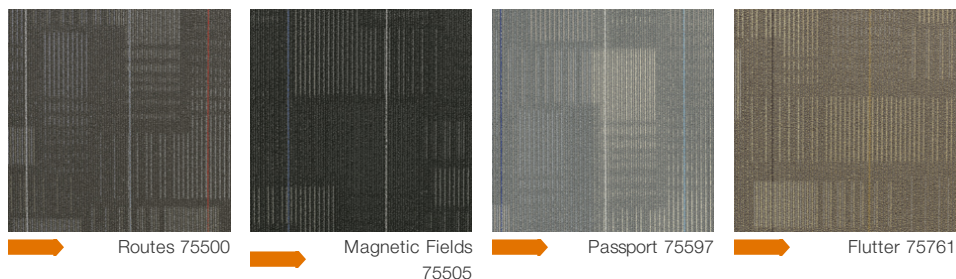 Routes 75500
Magnetic Fields
75505
Passport 75597
Flutter 75761